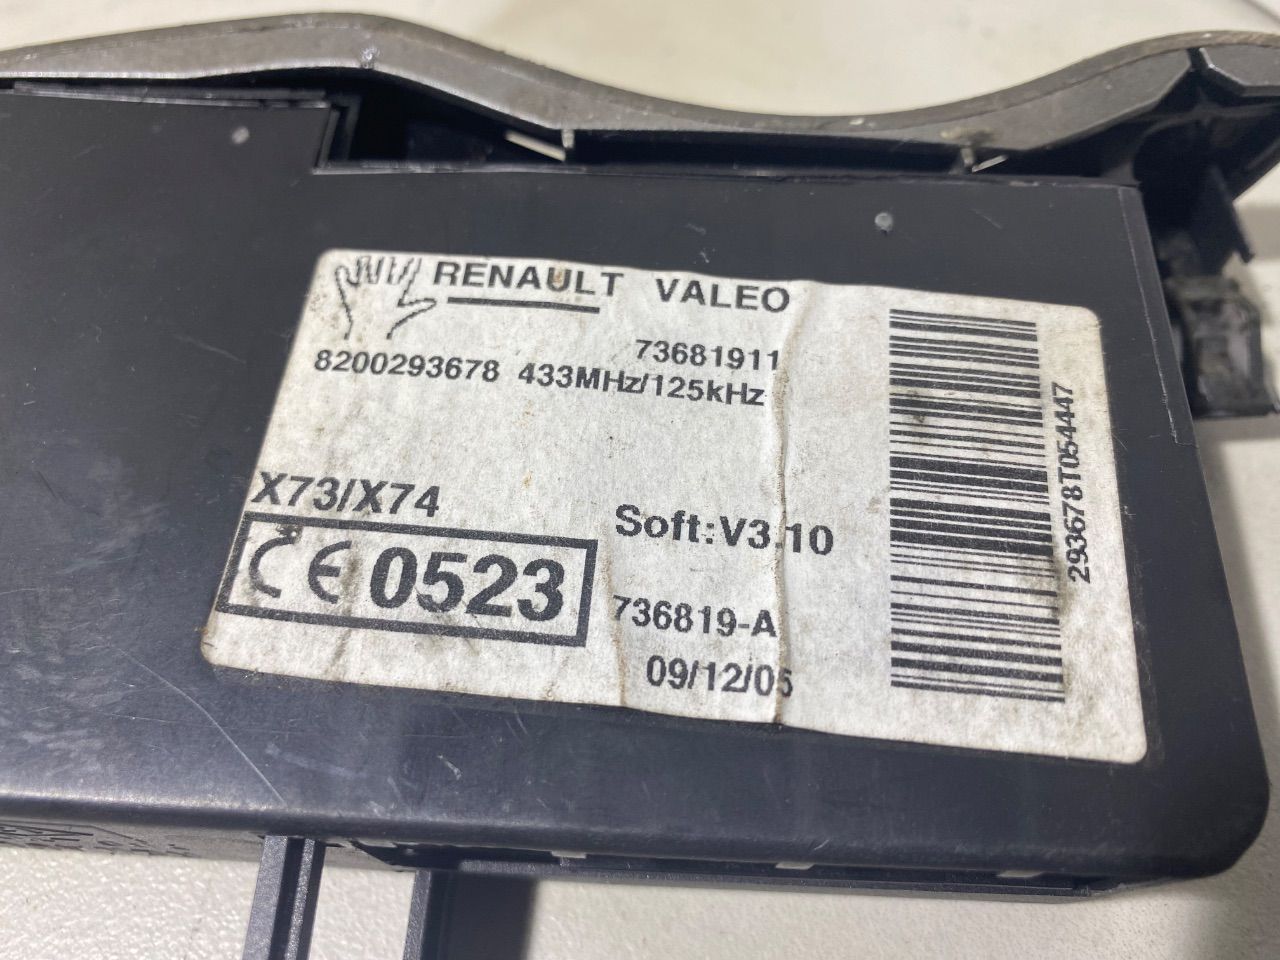 RENAULT VALEO
73681911
8200293678 433MHz/125kHz
X73/X74
Soft:V3.10
CE 0523
736819-A
09/12/05
293678T054447